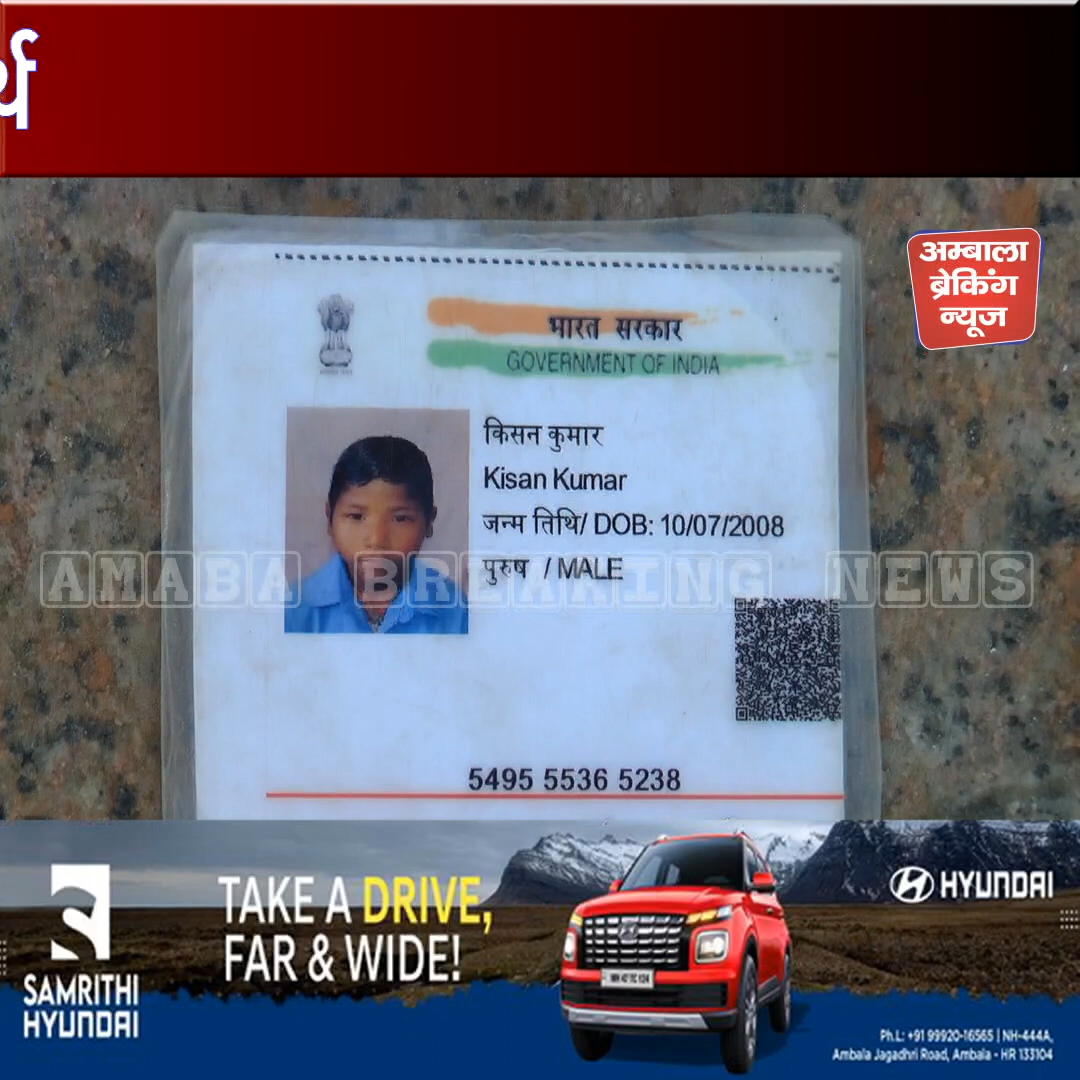 अम्बाला
ब्रेकिंग
न्यूज
भारत सरकार
GOVERNMENT OF INDIA
किसन कुमार
Kisan Kumar
जन्म तिथि/ DOB: 10/07/2008
पुरुष / MALE
AMABA BREAKING NEWS
5495 5536 5238
TAKE A DRIVE,
FAR & WIDE!
HYUNDAI
SAMRITHI
HYUNDAI
Ph.L: +91 99920-16565 | NH-444A,
Ambala Jagadhri Road, Ambala - HR 133104